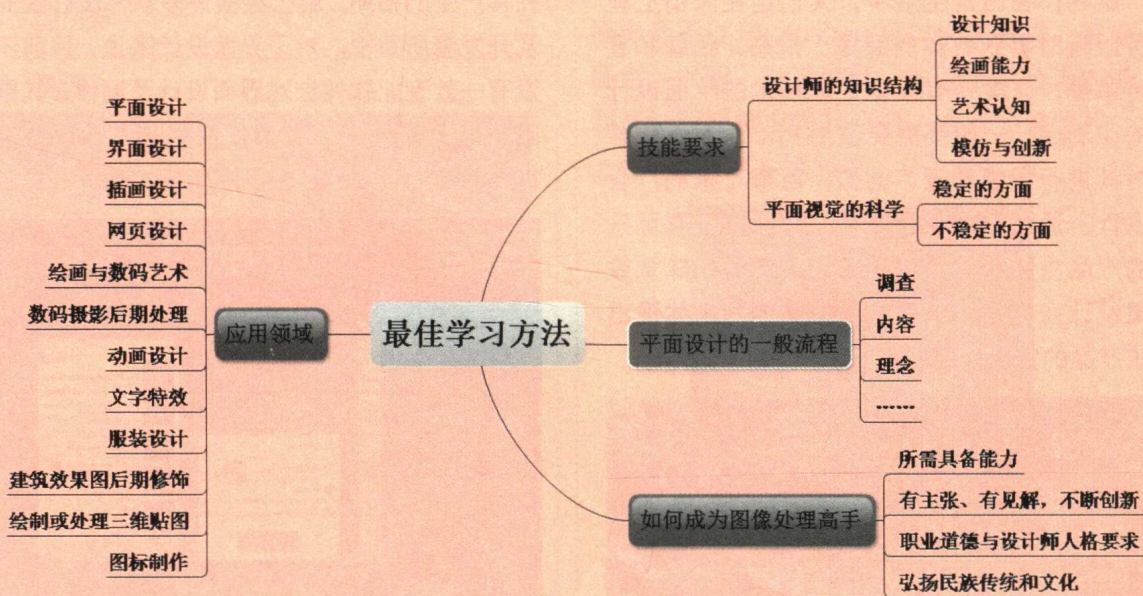 最佳学习方法
应用领域
平面设计
界面设计
插画设计
网页设计
绘画与数码艺术
数码摄影后期处理
动画设计
文字特效
服装设计
建筑效果图后期修饰
绘制或处理三维贴图
图标制作
技能要求
设计师的知识结构
设计知识
绘画能力
艺术认知
模仿与创新
平面视觉的科学
稳定的方面
不稳定的方面
平面设计的一般流程
调查
内容
理念
……
如何成为图像处理高手
所需具备能力
有主张、有见解，不断创新
职业道德与设计师人格要求
弘扬民族传统和文化